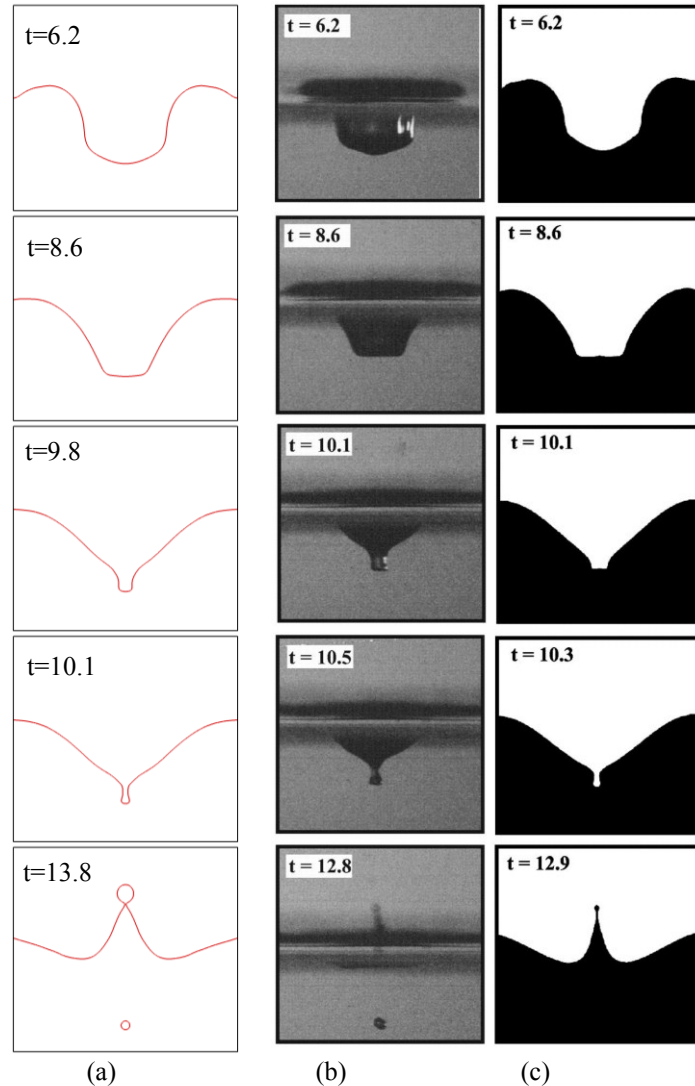 t=6.2 t = 6.2 t = 6.2
t=8.6 t = 8.6 t = 8.6
t=9.8 t = 10.1 t = 10.1
t=10.1 t = 10.5 t = 10.3
t=13.8 t = 12.8 t = 12.9
(a) (b) (c)